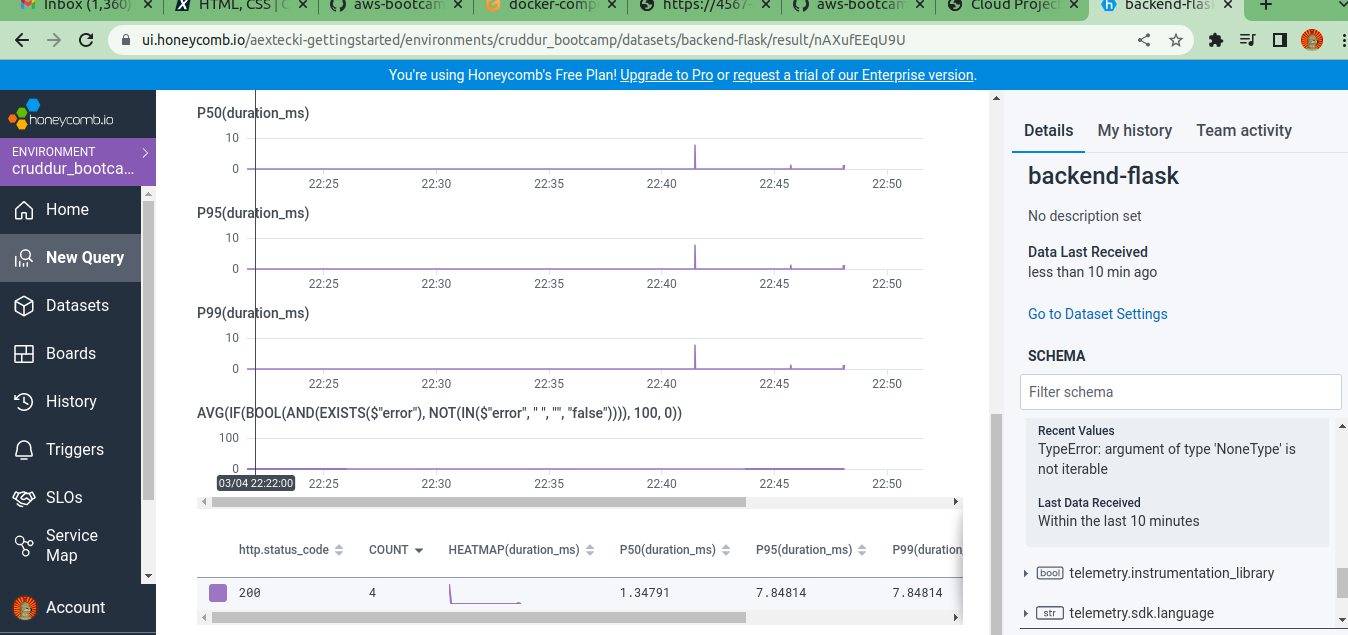 Inbox (1,360)
HTML, CSS |
aws-bootcam
docker-comp
https://4567-
aws-bootcam
Cloud Projec
backend-flas
ui.honeycomb.io/aextecki-gettingstarted/environments/cruddur_bootcamp/datasets/backend-flask/result/nAXufEEqU9U
You're using Honeycomb's Free Plan! Upgrade to Pro or request a trial of our Enterprise version.
honeycomb.io
ENVIRONMENT
cruddur_bootca...
Home
New Query
Datasets
Boards
History
Triggers
SLOs
Service
Map
Account
P50(duration_ms)
10
0
22:25 22:30 22:35 22:40 22:45 22:50
P95(duration_ms)
10
0
22:25 22:30 22:35 22:40 22:45 22:50
P99(duration_ms)
10
0
22:25 22:30 22:35 22:40 22:45 22:50
AVG(IF(BOOL(AND(EXISTS($"error"), NOT(IN($"error", " ", "", "false")))), 100, 0))
100
0
03/04 22:22:00 22:25 22:30 22:35 22:40 22:45 22:50
http.status_code COUNT HEATMAP(duration_ms) P50(duration_ms) P95(duration_ms) P99(duration_
200 4 1.34791 7.84814 7.84814
Details My history Team activity
backend-flask
No description set
Data Last Received
less than 10 min ago
Go to Dataset Settings
SCHEMA
Filter schema
Recent Values
TypeError: argument of type 'NoneType' is
not iterable
Last Data Received
Within the last 10 minutes
bool telemetry.instrumentation_library
str telemetry.sdk.language